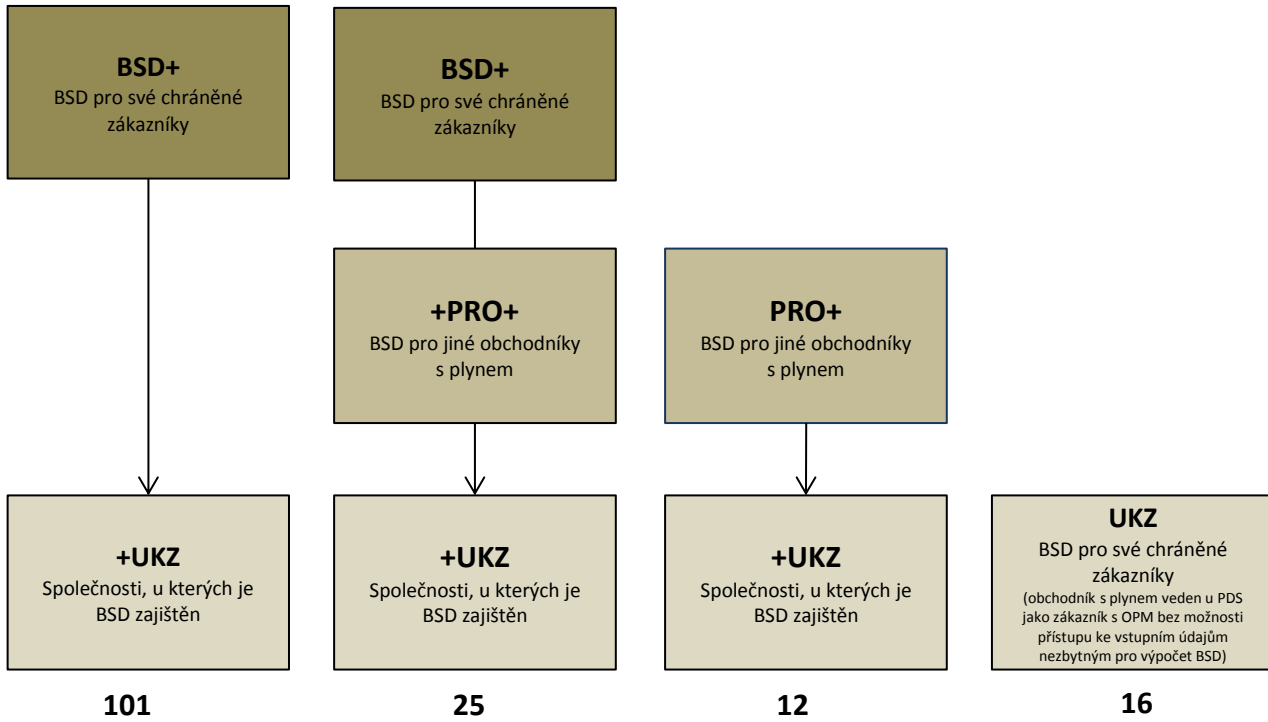 BSD+
BSD pro své chráněné
zákazníky
BSD+
BSD pro své chráněné
zákazníky
+PRO+
BSD pro jiné obchodníky
s plynem
PRO+
BSD pro jiné obchodníky
s plynem
+UKZ
Společnosti, u kterých je
BSD zajištěn
+UKZ
Společnosti, u kterých je
BSD zajištěn
+UKZ
Společnosti, u kterých je
BSD zajištěn
UKZ
BSD pro své chráněné
zákazníky
(obchodník s plynem veden u PDS
jako zákazník s OPM bez možnosti
přístupu ke vstupním údajům
nezbytným pro výpočet BSD)
101
25
12
16